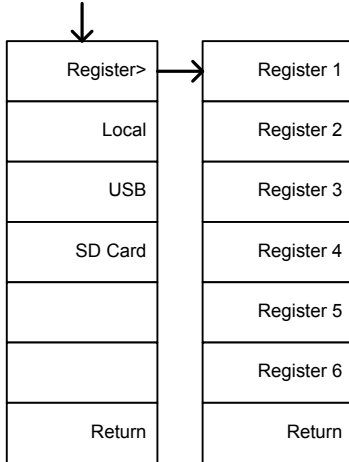 Register>
Local
USB
SD Card
Return
Register 1
Register 2
Register 3
Register 4
Register 5
Register 6
Return